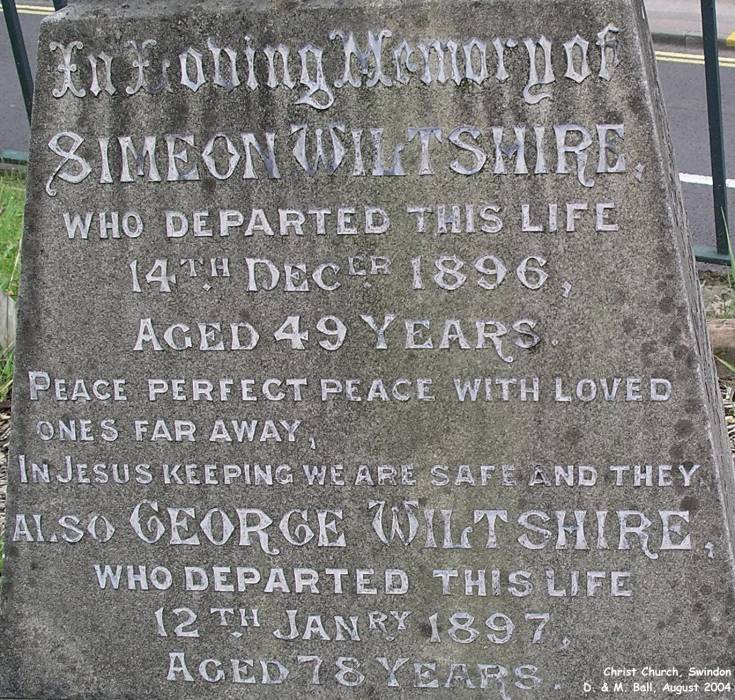 In Loving Memory of
SIMEON WILTSHIRE,
WHO DEPARTED THIS LIFE
14TH DECER 1896,
AGED 49 YEARS.
PEACE PERFECT PEACE WITH LOVED
ONES FAR AWAY,
IN JESUS KEEPING WE ARE SAFE AND THEY.
ALSO GEORGE WILTSHIRE,
WHO DEPARTED THIS LIFE
12TH JANRY 1897,
AGED 78 YEARS.
Christ Church, Swindon
D. & M. Ball, August 2004